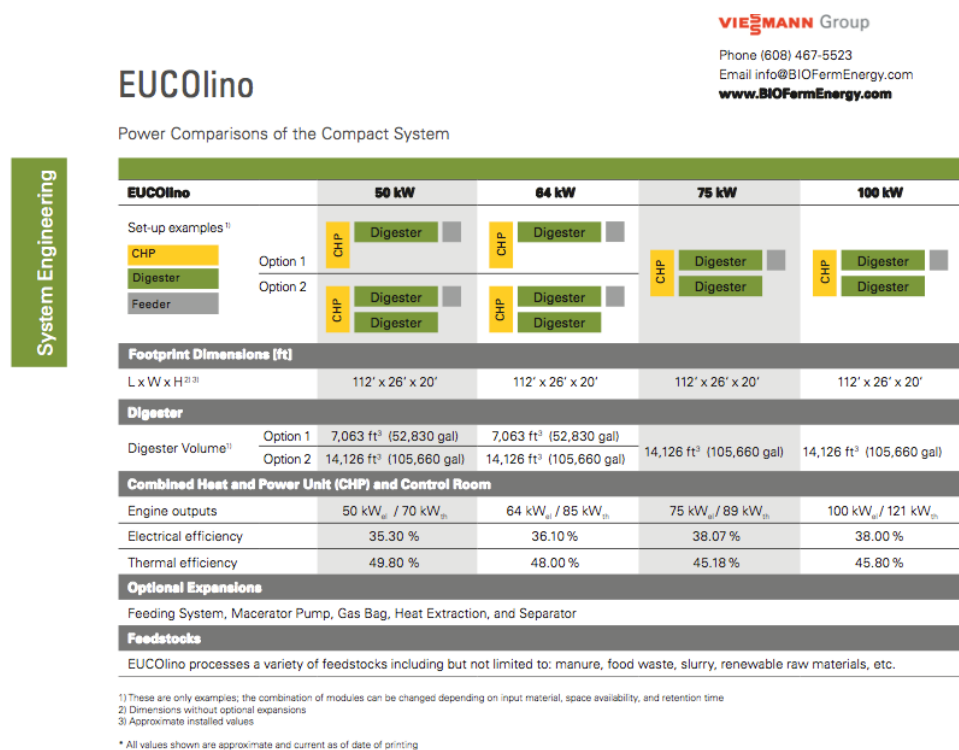 VIESSMANN Group
Phone (608) 467-5523
Email info@BIOFermEnergy.com
www.BIOFermEnergy.com
EUCOlino
Power Comparisons of the Compact System
System Engineering
EUCOlino 50 kW 64 kW 75 kW 100 kW
Set-up examples 1)
CHP
Digester
Feeder
Option 1
Option 2
CHP Digester
CHP Digester Digester
CHP Digester
CHP Digester Digester
CHP Digester Digester
CHP Digester Digester
Footprint Dimensions [ft]
L x W x H 2) 3) 112' x 26' x 20' 112' x 26' x 20' 112' x 26' x 20' 112' x 26' x 20'
Digester
Digester Volume 1)
Option 1 7,063 ft³ (52,830 gal) 7,063 ft³ (52,830 gal)
Option 2 14,126 ft³ (105,660 gal) 14,126 ft³ (105,660 gal) 14,126 ft³ (105,660 gal) 14,126 ft³ (105,660 gal)
Combined Heat and Power Unit (CHP) and Control Room
Engine outputs 50 kWel / 70 kWth 64 kWel / 85 kWth 75 kWel / 89 kWth 100 kWel / 121 kWth
Electrical efficiency 35.30 % 36.10 % 38.07 % 38.00 %
Thermal efficiency 49.80 % 48.00 % 45.18 % 45.80 %
Optional Expansions
Feeding System, Macerator Pump, Gas Bag, Heat Extraction, and Separator
Feedstocks
EUCOlino processes a variety of feedstocks including but not limited to: manure, food waste, slurry, renewable raw materials, etc.
1) These are only examples; the combination of modules can be changed depending on input material, space availability, and retention time
2) Dimensions without optional expansions
3) Approximate installed values
* All values shown are approximate and current as of date of printing